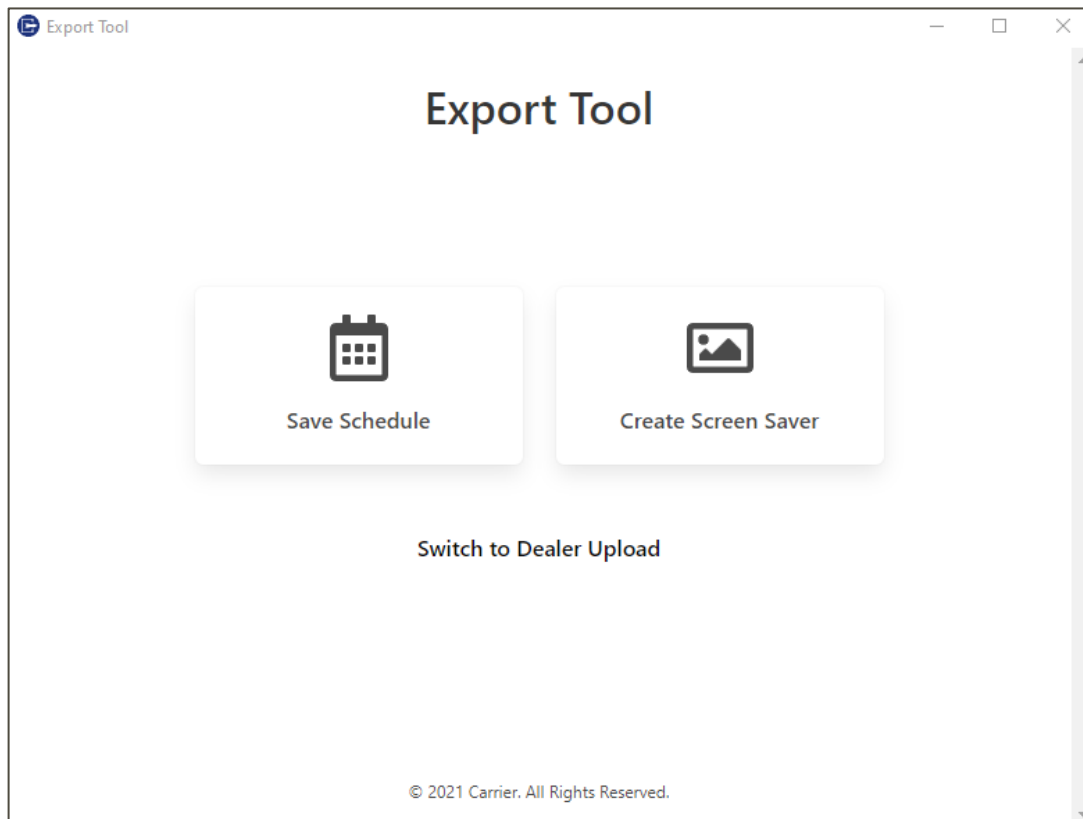 Export Tool
Export Tool
Save Schedule
Create Screen Saver
Switch to Dealer Upload
© 2021 Carrier. All Rights Reserved.